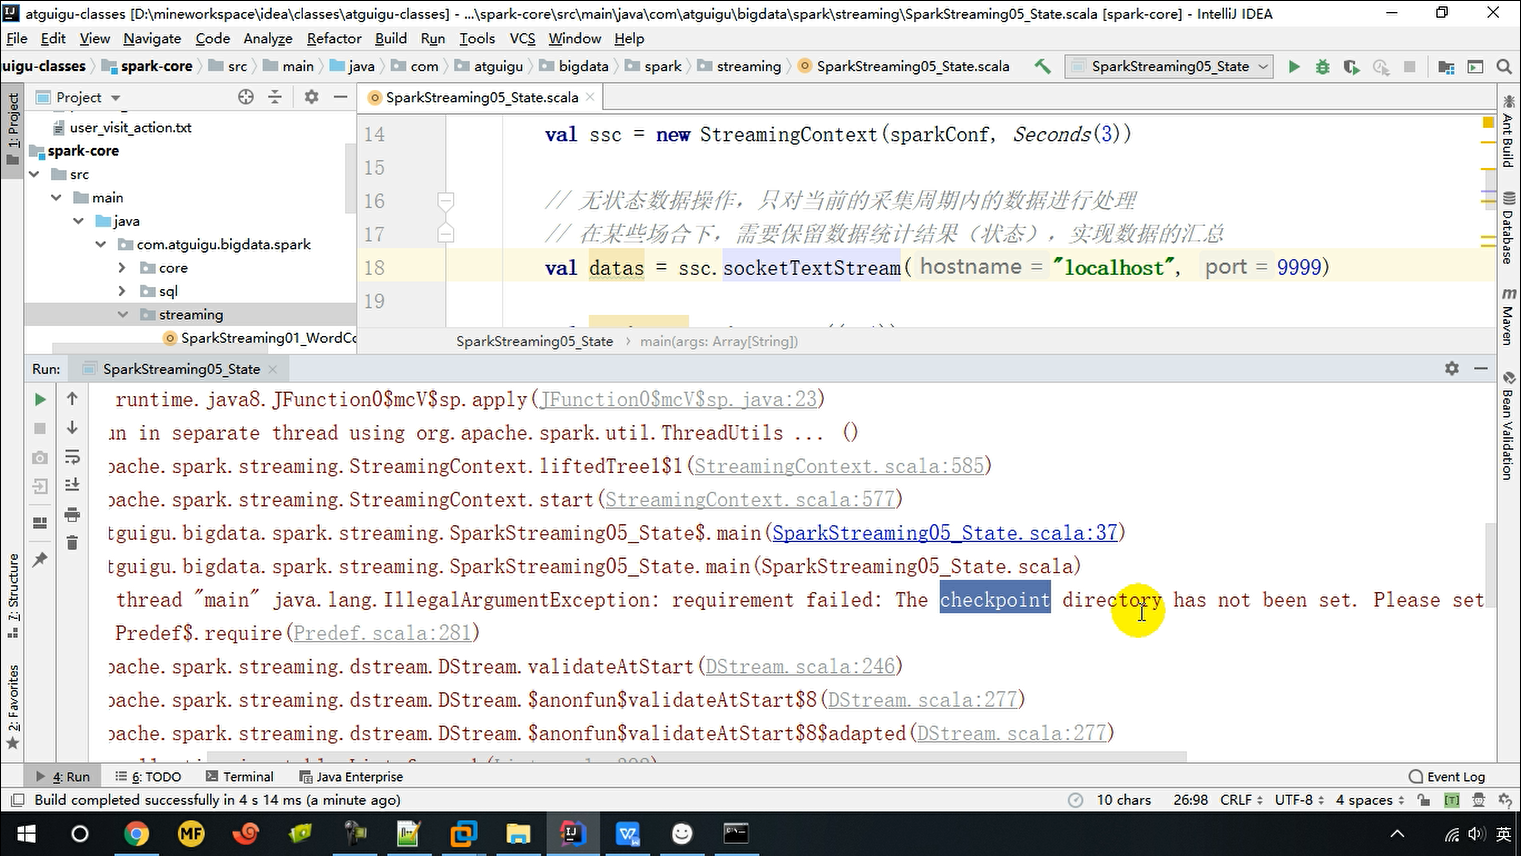 atguigu-classes [D:\mineworkspace\idea\classes\atguigu-classes] - ...\spark-core\src\main\java\com\atguigu\bigdata\spark\streaming\SparkStreaming05_State.scala [spark-core] - IntelliJ IDEA
File Edit View Navigate Code Analyze Refactor Build Run Tools VCS Window Help
uigu-classes spark-core src main java com atguigu bigdata spark streaming SparkStreaming05_State.scala SparkStreaming05_State
1: Project
Project
SparkStreaming05_State.scala
user_visit_action.txt
spark-core
src
main
java
com.atguigu.bigdata.spark
core
sql
streaming
SparkStreaming01_WordCo
14 val ssc = new StreamingContext(sparkConf, Seconds(3))
15
16 // 无状态数据操作，只对当前的采集周期内的数据进行处理
17 // 在某些场合下，需要保留数据统计结果（状态），实现数据的汇总
18 val datas = ssc.socketTextStream( hostname = "localhost", port = 9999)
19
SparkStreaming05_State main(args: Array[String])
Ant Build
Database
m Maven
Bean Validation
Run: SparkStreaming05_State
runtime.java8.JFunction0$mcV$sp.apply(JFunction0$mcV$sp.java:23)
un in separate thread using org.apache.spark.util.ThreadUtils ... ()
pache.spark.streaming.StreamingContext.liftedTree1$1(StreamingContext.scala:585)
pache.spark.streaming.StreamingContext.start(StreamingContext.scala:577)
tguigu.bigdata.spark.streaming.SparkStreaming05_State$.main(SparkStreaming05_State.scala:37)
tguigu.bigdata.spark.streaming.SparkStreaming05_State.main(SparkStreaming05_State.scala)
thread "main" java.lang.IllegalArgumentException: requirement failed: The checkpoint directory has not been set. Please set
Predef$.require(Predef.scala:281)
pache.spark.streaming.dstream.DStream.validateAtStart(DStream.scala:246)
pache.spark.streaming.dstream.DStream.$anonfun$validateAtStart$8(DStream.scala:277)
pache.spark.streaming.dstream.DStream.$anonfun$validateAtStart$8$adapted(DStream.scala:277)
7: Structure
2: Favorites
4: Run 6: TODO Terminal Java Enterprise Event Log
Build completed successfully in 4 s 14 ms (a minute ago) 10 chars 26:98 CRLF UTF-8 4 spaces
MF
英